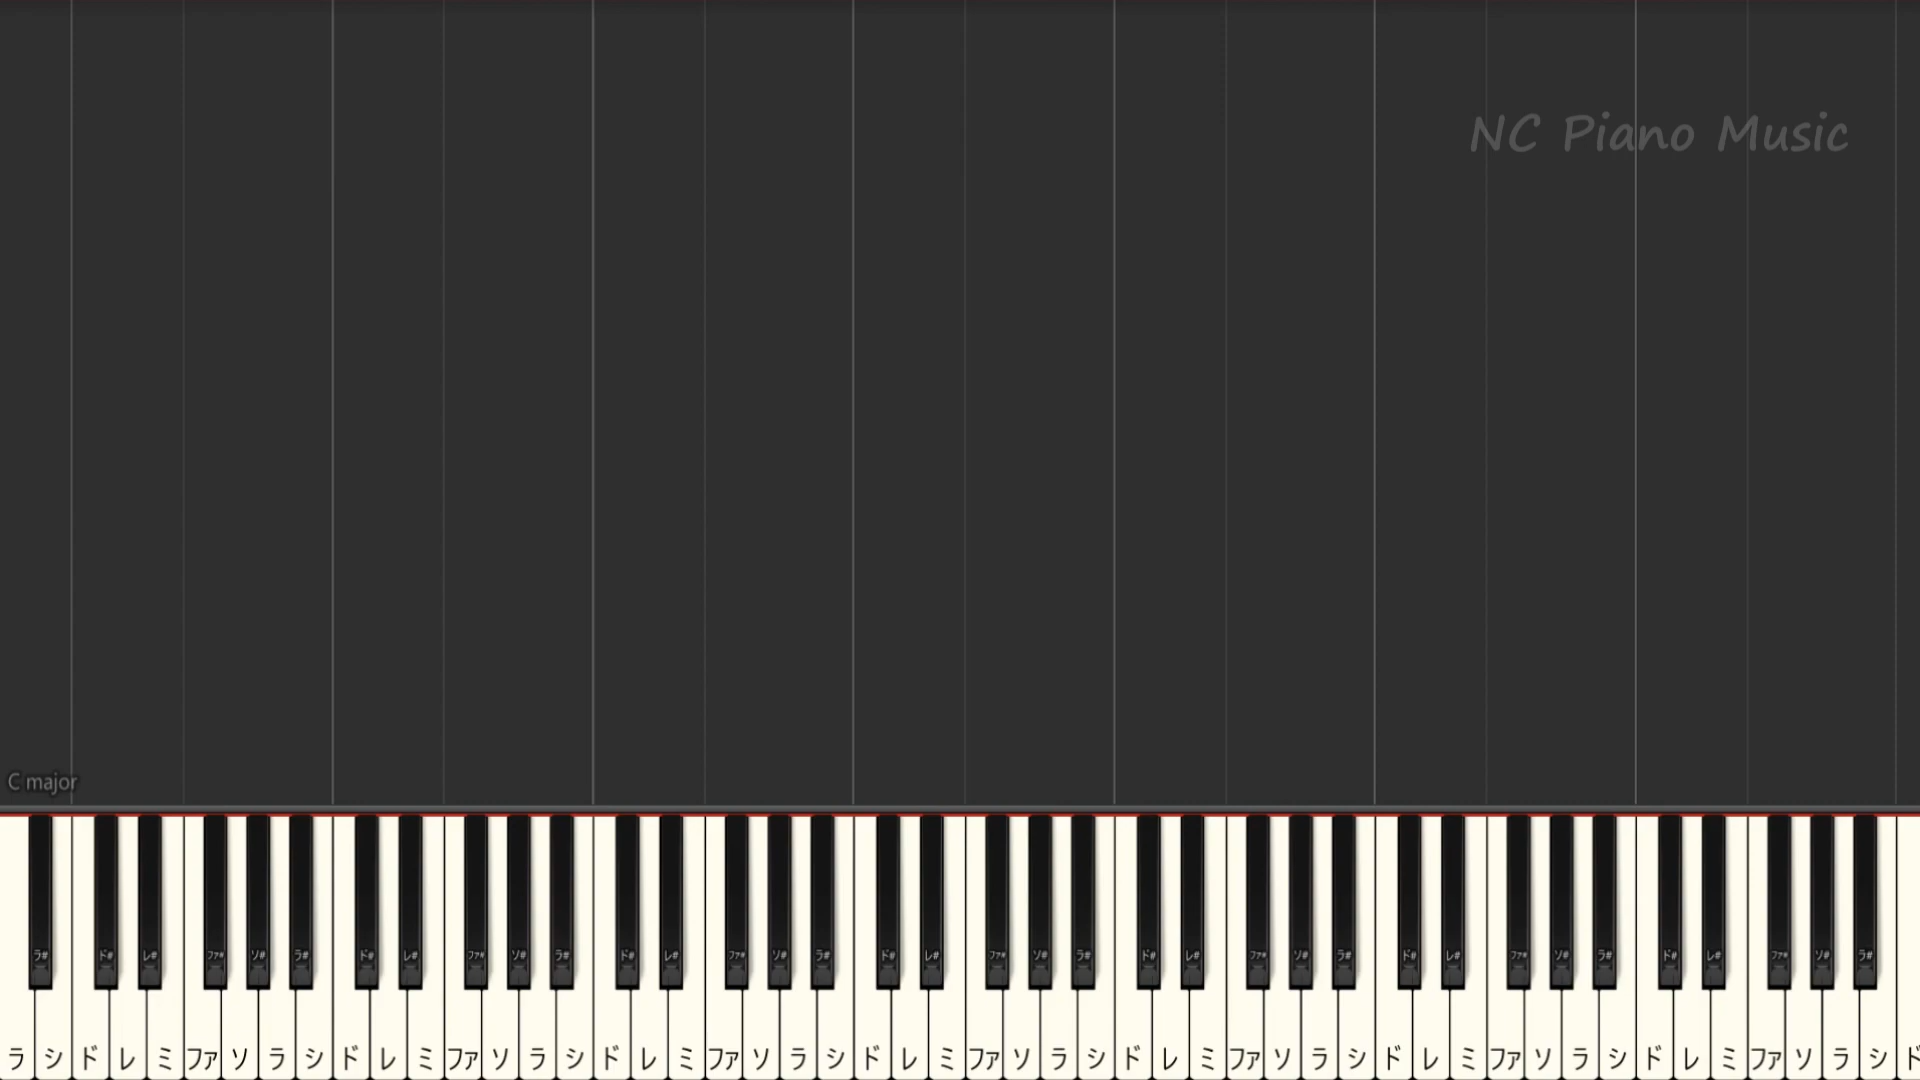 NC Piano Music
C major
ラ# ド# レ# ファ# ソ# ラ# ド# レ# ファ# ソ# ラ# ド# レ# ファ# ソ# ラ# ド# レ# ファ# ソ# ラ# ド# レ# ファ# ソ# ラ# ド# レ# ファ# ソ# ラ# ド# レ# ファ# ソ# ラ#
ラ シ ド レ ミ ファ ソ ラ シ ド レ ミ ファ ソ ラ シ ド レ ミ ファ ソ ラ シ ド レ ミ ファ ソ ラ シ ド レ ミ ファ ソ ラ シ ド レ ミ ファ ソ ラ シ ド レ ミ ファ ソ ラ シ ド